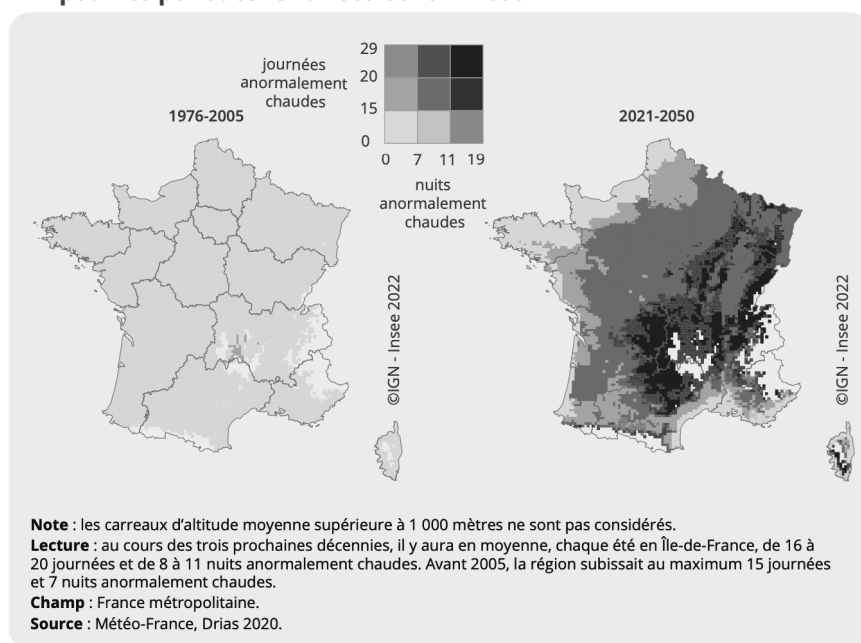 journées
anormalement
chaudes
29
20
15
0
0 7 11 19
nuits
anormalement
chaudes
1976-2005
2021-2050
©IGN - Insee 2022
©IGN - Insee 2022
Note : les carreaux d’altitude moyenne supérieure à 1 000 mètres ne sont pas considérés.
Lecture : au cours des trois prochaines décennies, il y aura en moyenne, chaque été en Île-de-France, de 16 à
20 journées et de 8 à 11 nuits anormalement chaudes. Avant 2005, la région subissait au maximum 15 journées
et 7 nuits anormalement chaudes.
Champ : France métropolitaine.
Source : Météo-France, Drias 2020.